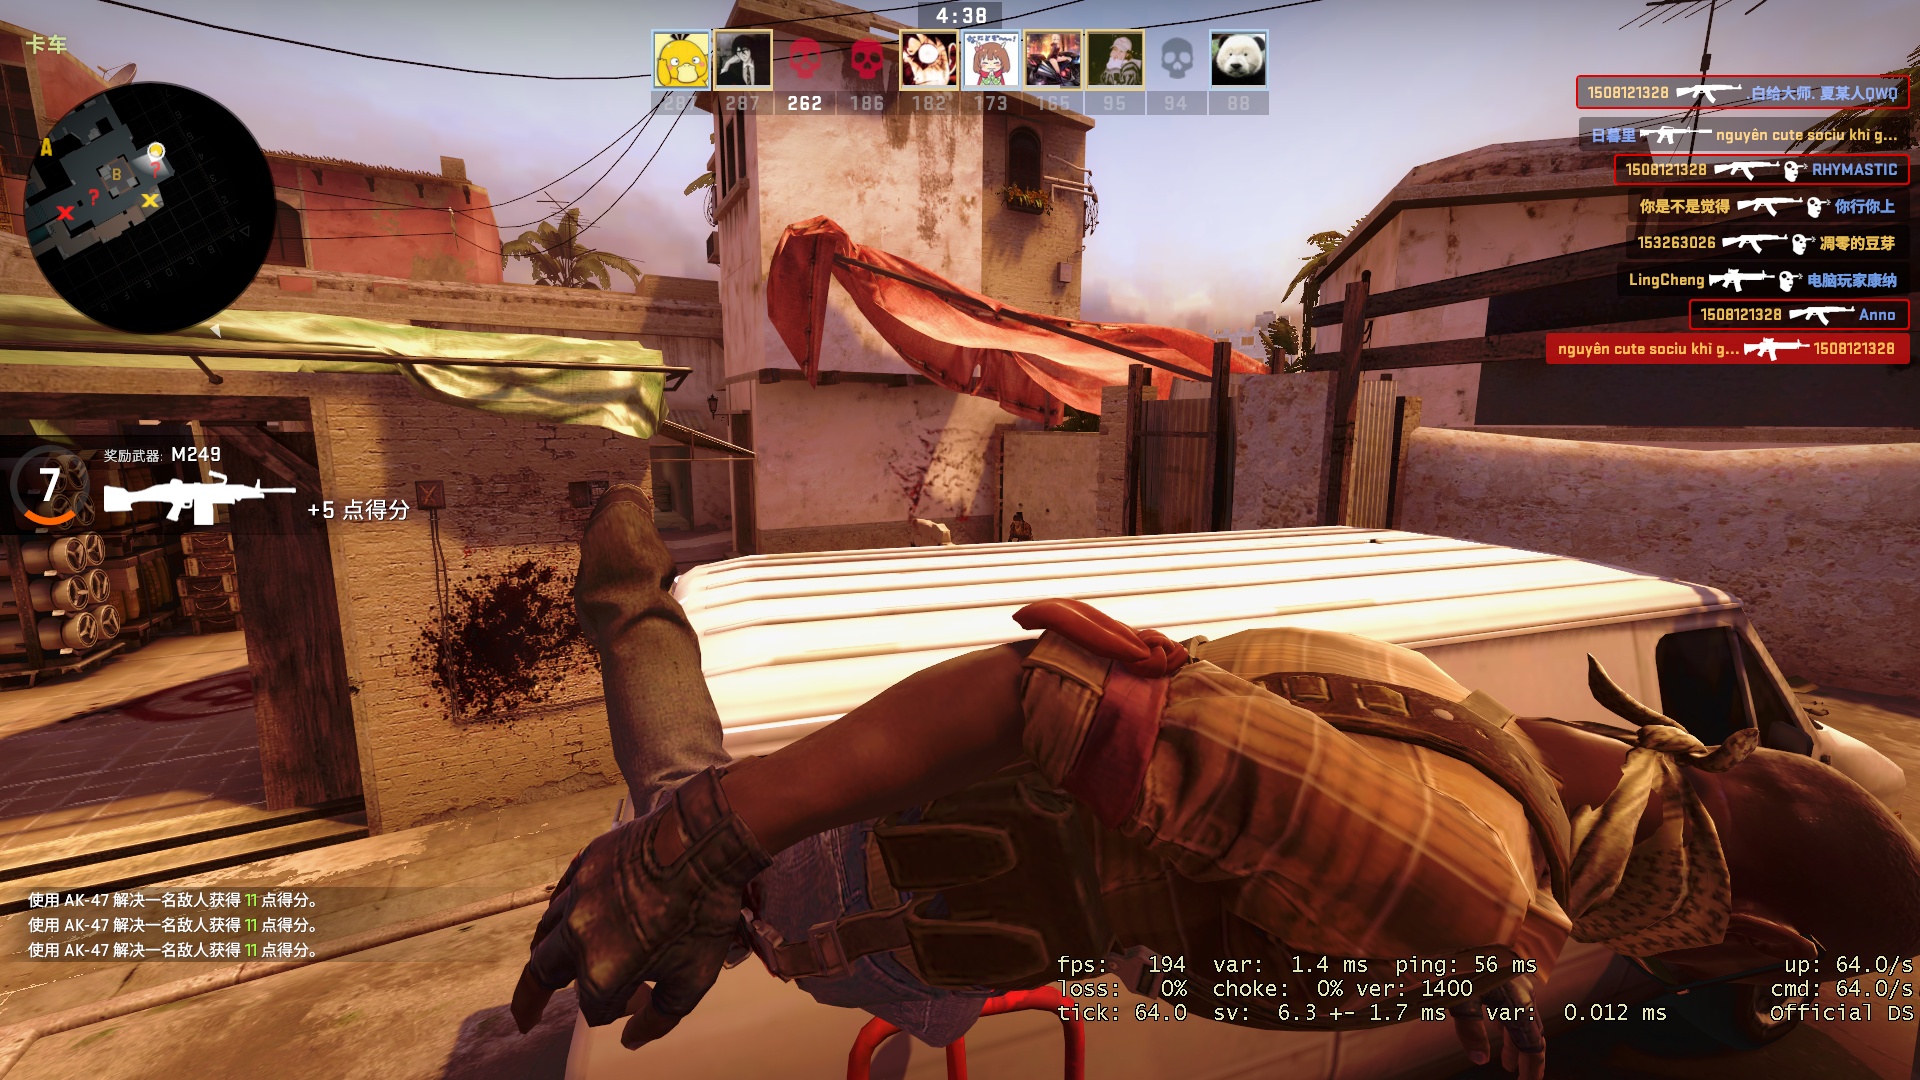 4:38
卡车
287 287 262 186 182 173 165 95 94 88
A
B
1508121328 .白给大师. 夏某人QWQ
日暮里 nguyên cute sociu khỉ g...
1508121328 RHYMASTIC
你是不是觉得 你行你上
153263026 凋零的豆芽
LingCheng 电脑玩家康纳
1508121328 Anno
nguyên cute sociu khỉ g... 1508121328
7
奖励武器: M249
+5 点得分
使用 AK-47 解决一名敌人获得 11 点得分。
使用 AK-47 解决一名敌人获得 11 点得分。
使用 AK-47 解决一名敌人获得 11 点得分。
fps: 194 var: 1.4 ms ping: 56 ms
loss: 0% choke: 0% ver: 1400
tick: 64.0 sv: 6.3 +- 1.7 ms var: 0.012 ms
up: 64.0/s
cmd: 64.0/s
Official DS